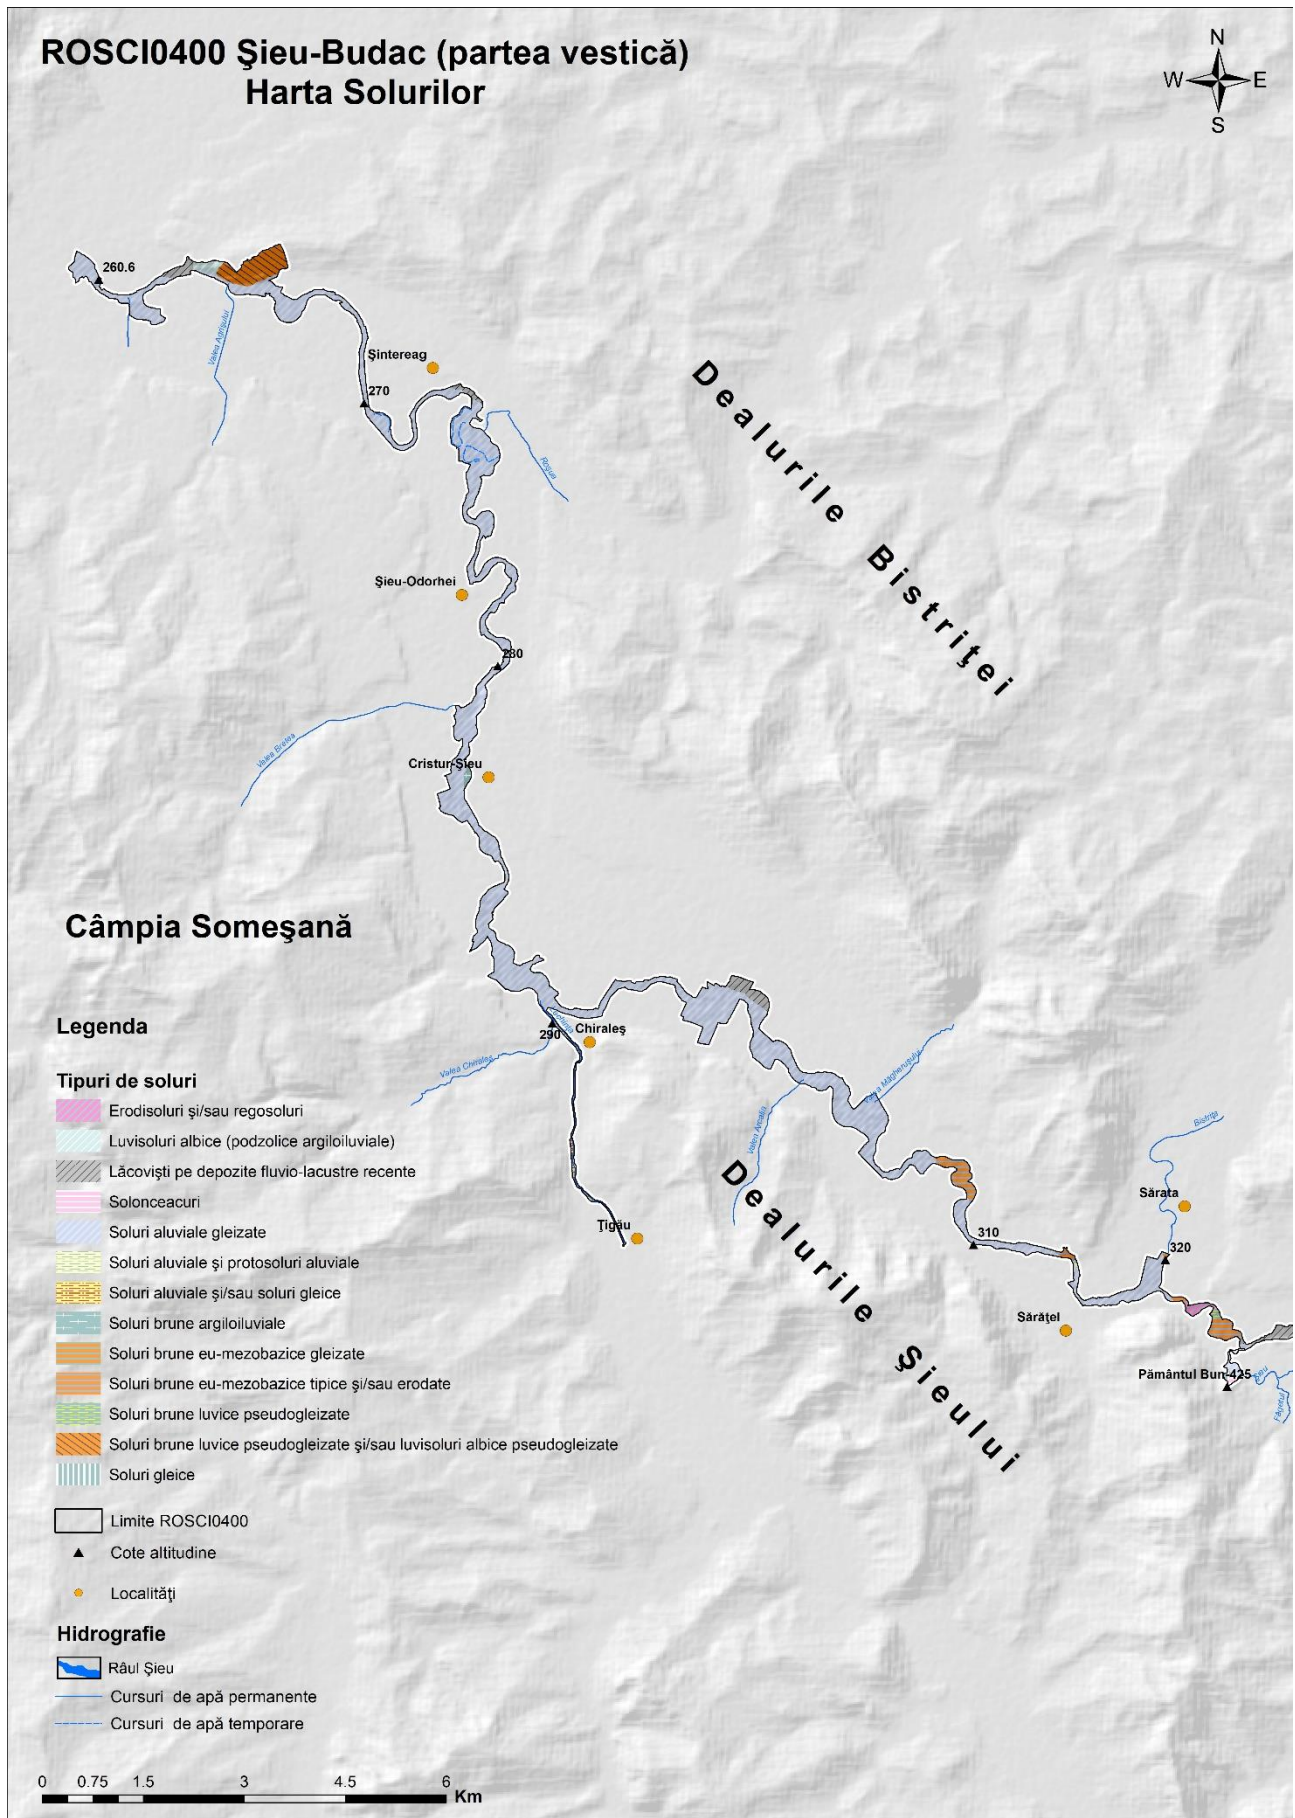 ROSCI0400 Şieu-Budac (partea vestică)
Harta Solurilor
N
W E
S
260.6
Valea Agrişului
Şintereag
270
Roşua
Dealurile Bistriţei
Şieu-Odorhei
280
Valea Bretea
Cristur-Şieu
Câmpia Someşană
290
Chiraleş
Valea Chiraleş
Valea Măgheruşului
Dealurile Şieului
Bistriţa
Sărata
Ţigău
310
320
Sărăţel
Pământul Bun-425
Şieu
Legenda
Tipuri de soluri
Erodisoluri şi/sau regosoluri
Luvisoluri albice (podzolice argiloiluviale)
Lăcovişti pe depozite fluvio-lacustre recente
Solonceacuri
Soluri aluviale gleizate
Soluri aluviale şi protosoluri aluviale
Soluri aluviale şi/sau soluri gleice
Soluri brune argiloiluviale
Soluri brune eu-mezobazice gleizate
Soluri brune eu-mezobazice tipice şi/sau erodate
Soluri brune luvice pseudogleizate
Soluri brune luvice pseudogleizate şi/sau luvisoluri albice pseudogleizate
Soluri gleice
Limite ROSCI0400
Cote altitudine
Localităţi
Hidrografie
Râul Şieu
Cursuri de apă permanente
Cursuri de apă temporare
0 0.75 1.5 3 4.5 6
Km